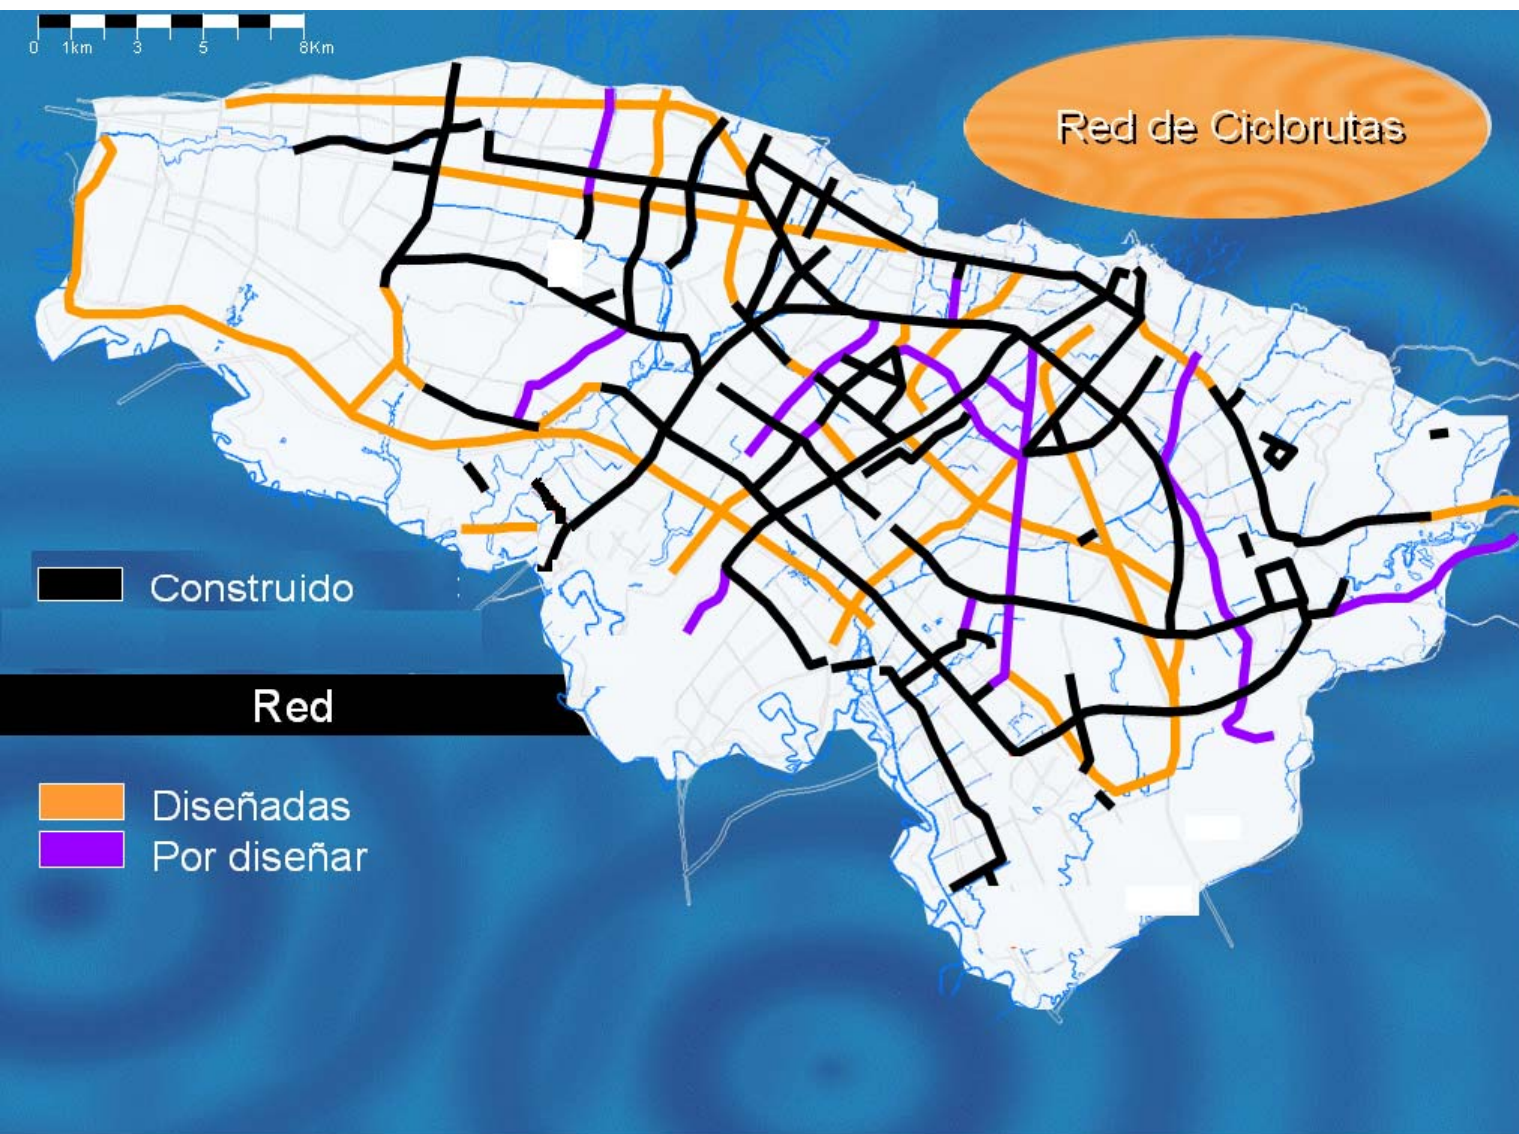 0 1km 3 5 8Km
Red de Ciclorutas
Construido
Red
Diseñadas
Por diseñar